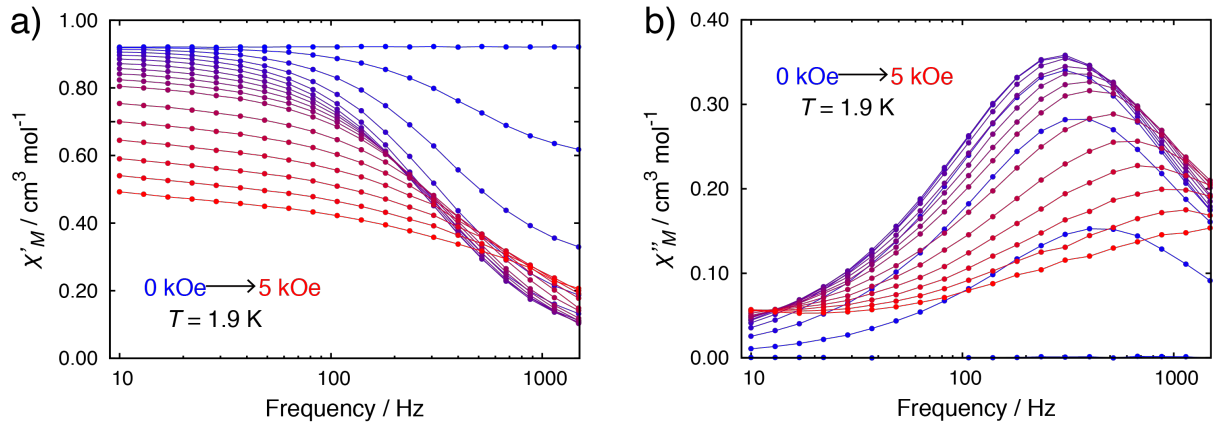 a)
1.00
0.80
0.60
0.40
0.20
0.00
χ′M / cm3 mol-1
0 kOe 5 kOe
T = 1.9 K
10 100 1000
Frequency / Hz
b)
0.40
0.30
0.20
0.10
0.00
χ″M / cm3 mol-1
0 kOe 5 kOe
T = 1.9 K
10 100 1000
Frequency / Hz